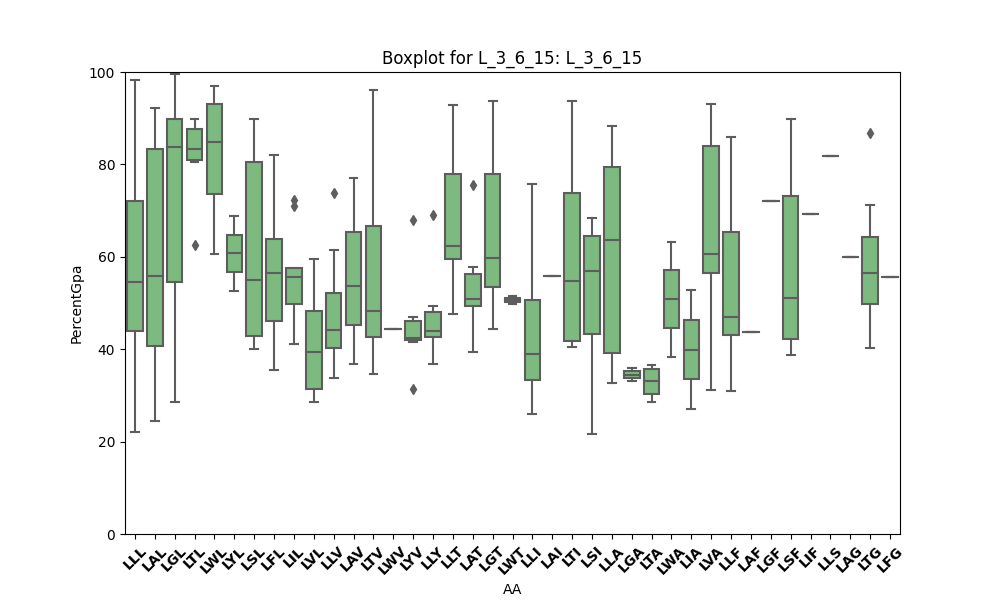 Boxplot for L_3_6_15: L_3_6_15
PercentGpa
100
80
60
40
20
0
LLL LAL LGL LTL LWL LYL LSL LFL LIL LVL LLV LAV LTV LWV LYV LLY LLT LAT LGT LWT LLI LAI LTI LSI LLA LGA LTA LWA LIA LVA LLF LAF LGF LSF LIF LLS LAG LTG LFG
AA